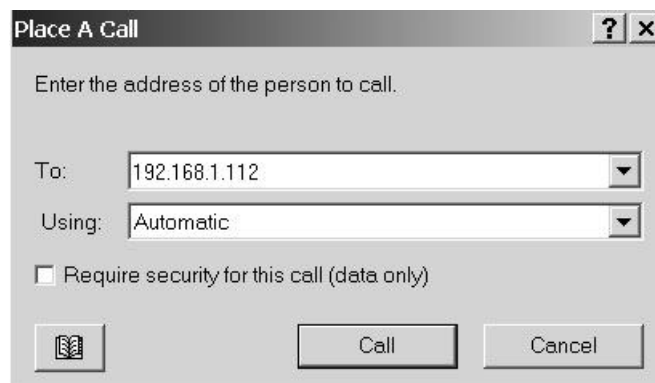 Place A Call
Enter the address of the person to call.
To: 192.168.1.112
Using: Automatic
Require security for this call (data only)
Call Cancel